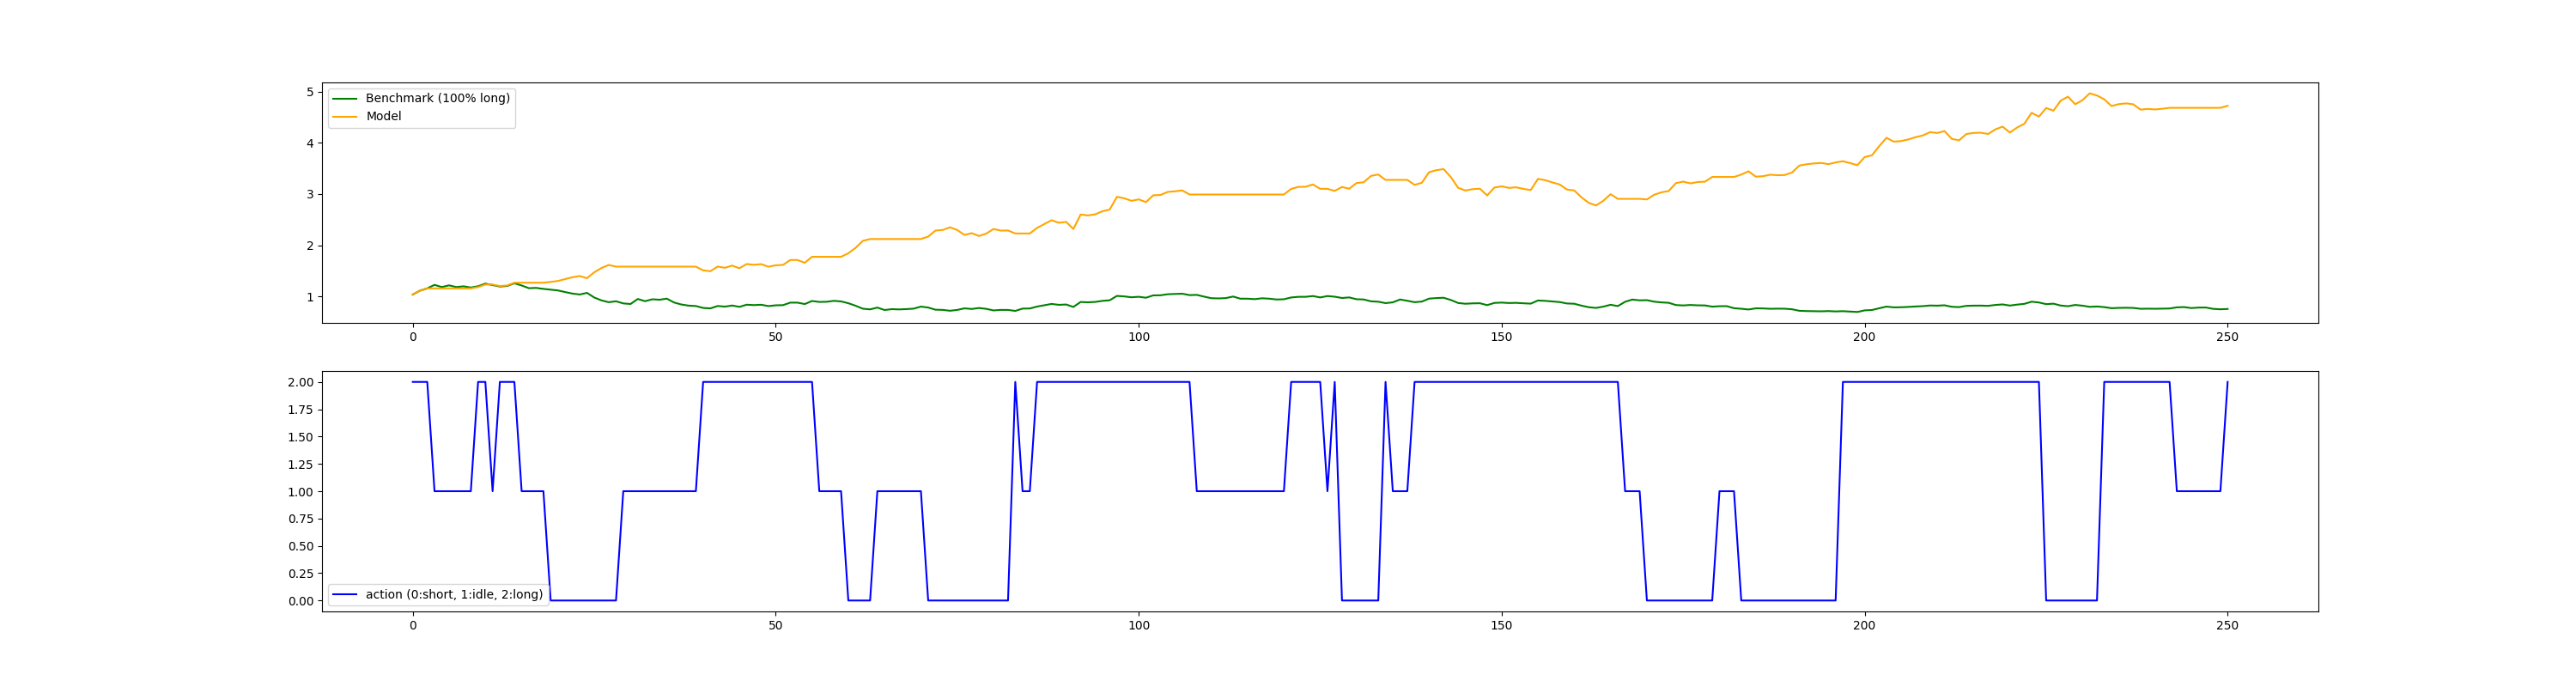 5
4
3
2
1
Benchmark (100% long)
Model
0 50 100 150 200 250
2.00
1.75
1.50
1.25
1.00
0.75
0.50
0.25
0.00
action (0:short, 1:idle, 2:long)
0 50 100 150 200 250